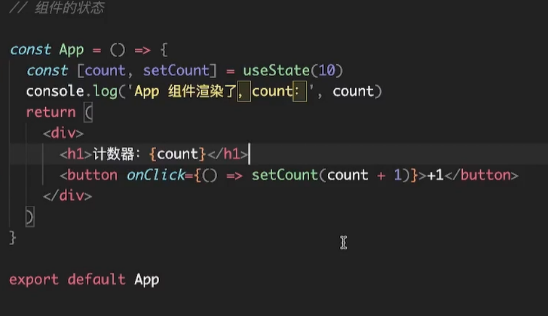 // 组件的状态
const App = () => {
const [count, setCount] = useState(10)
console.log('App 组件渲染了，count：', count)
return (
<div>
<h1>计数器：{count}</h1>
<button onClick={() => setCount(count + 1)}>+1</button>
</div>
)
}
export default App